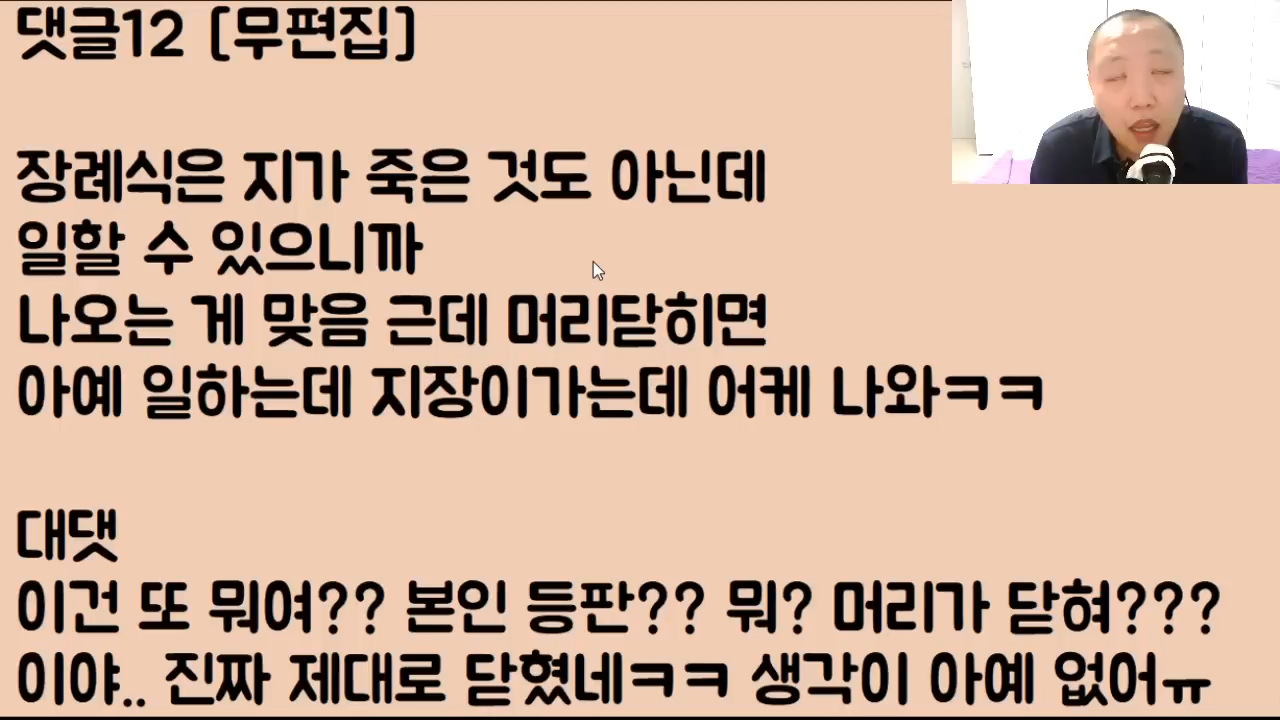 댓글12 [무편집]
장례식은 지가 죽은 것도 아닌데
일할 수 있으니까
나오는 게 맞음 근데 머리닫히면
아예 일하는데 지장이가는데 어케 나와ㅋㅋ
대댓
이건 또 뭐여?? 본인 등판?? 뭐? 머리가 닫혀???
이야.. 진짜 제대로 닫혔네ㅋㅋ 생각이 아예 없어ㅠ